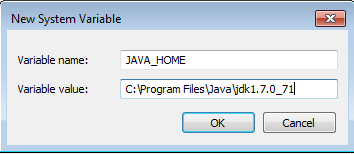 New System Variable
Variable name: JAVA_HOME
Variable value: C:\Program Files\Java\jdk1.7.0_71
OK Cancel